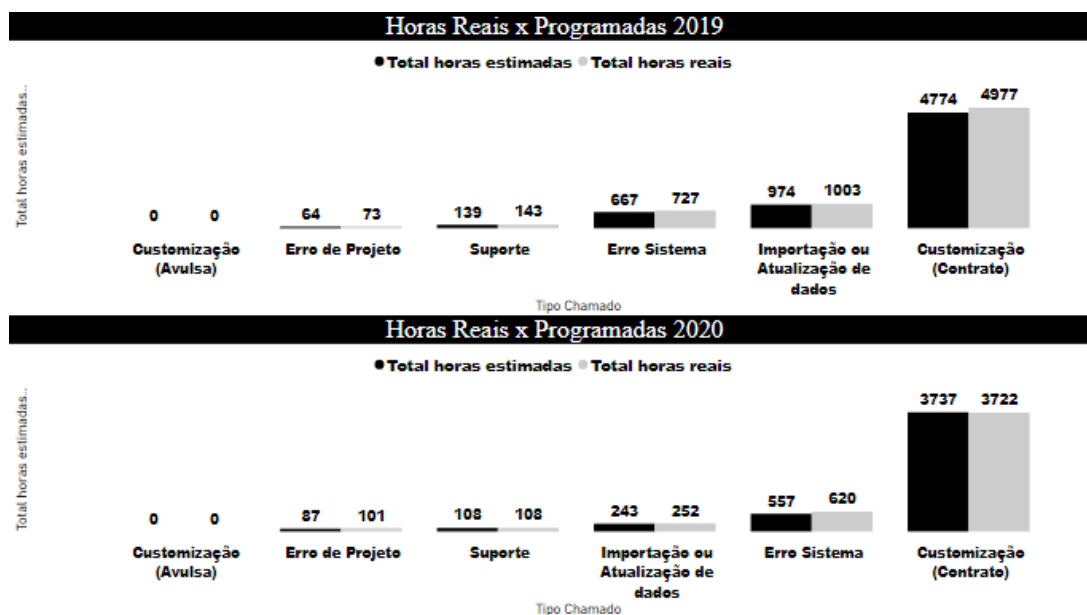 Horas Reais x Programadas 2019
Total horas estimadas Total horas reais
Total horas estimadas...
0 0 64 73 139 143 667 727 974 1003 4774 4977
Customização (Avulsa)
Erro de Projeto
Suporte
Erro Sistema
Importação ou Atualização de dados
Customização (Contrato)
Tipo Chamado
Horas Reais x Programadas 2020
Total horas estimadas Total horas reais
Total horas estimadas...
0 0 87 101 108 108 243 252 557 620 3737 3722
Customização (Avulsa)
Erro de Projeto
Suporte
Importação ou Atualização de dados
Erro Sistema
Customização (Contrato)
Tipo Chamado